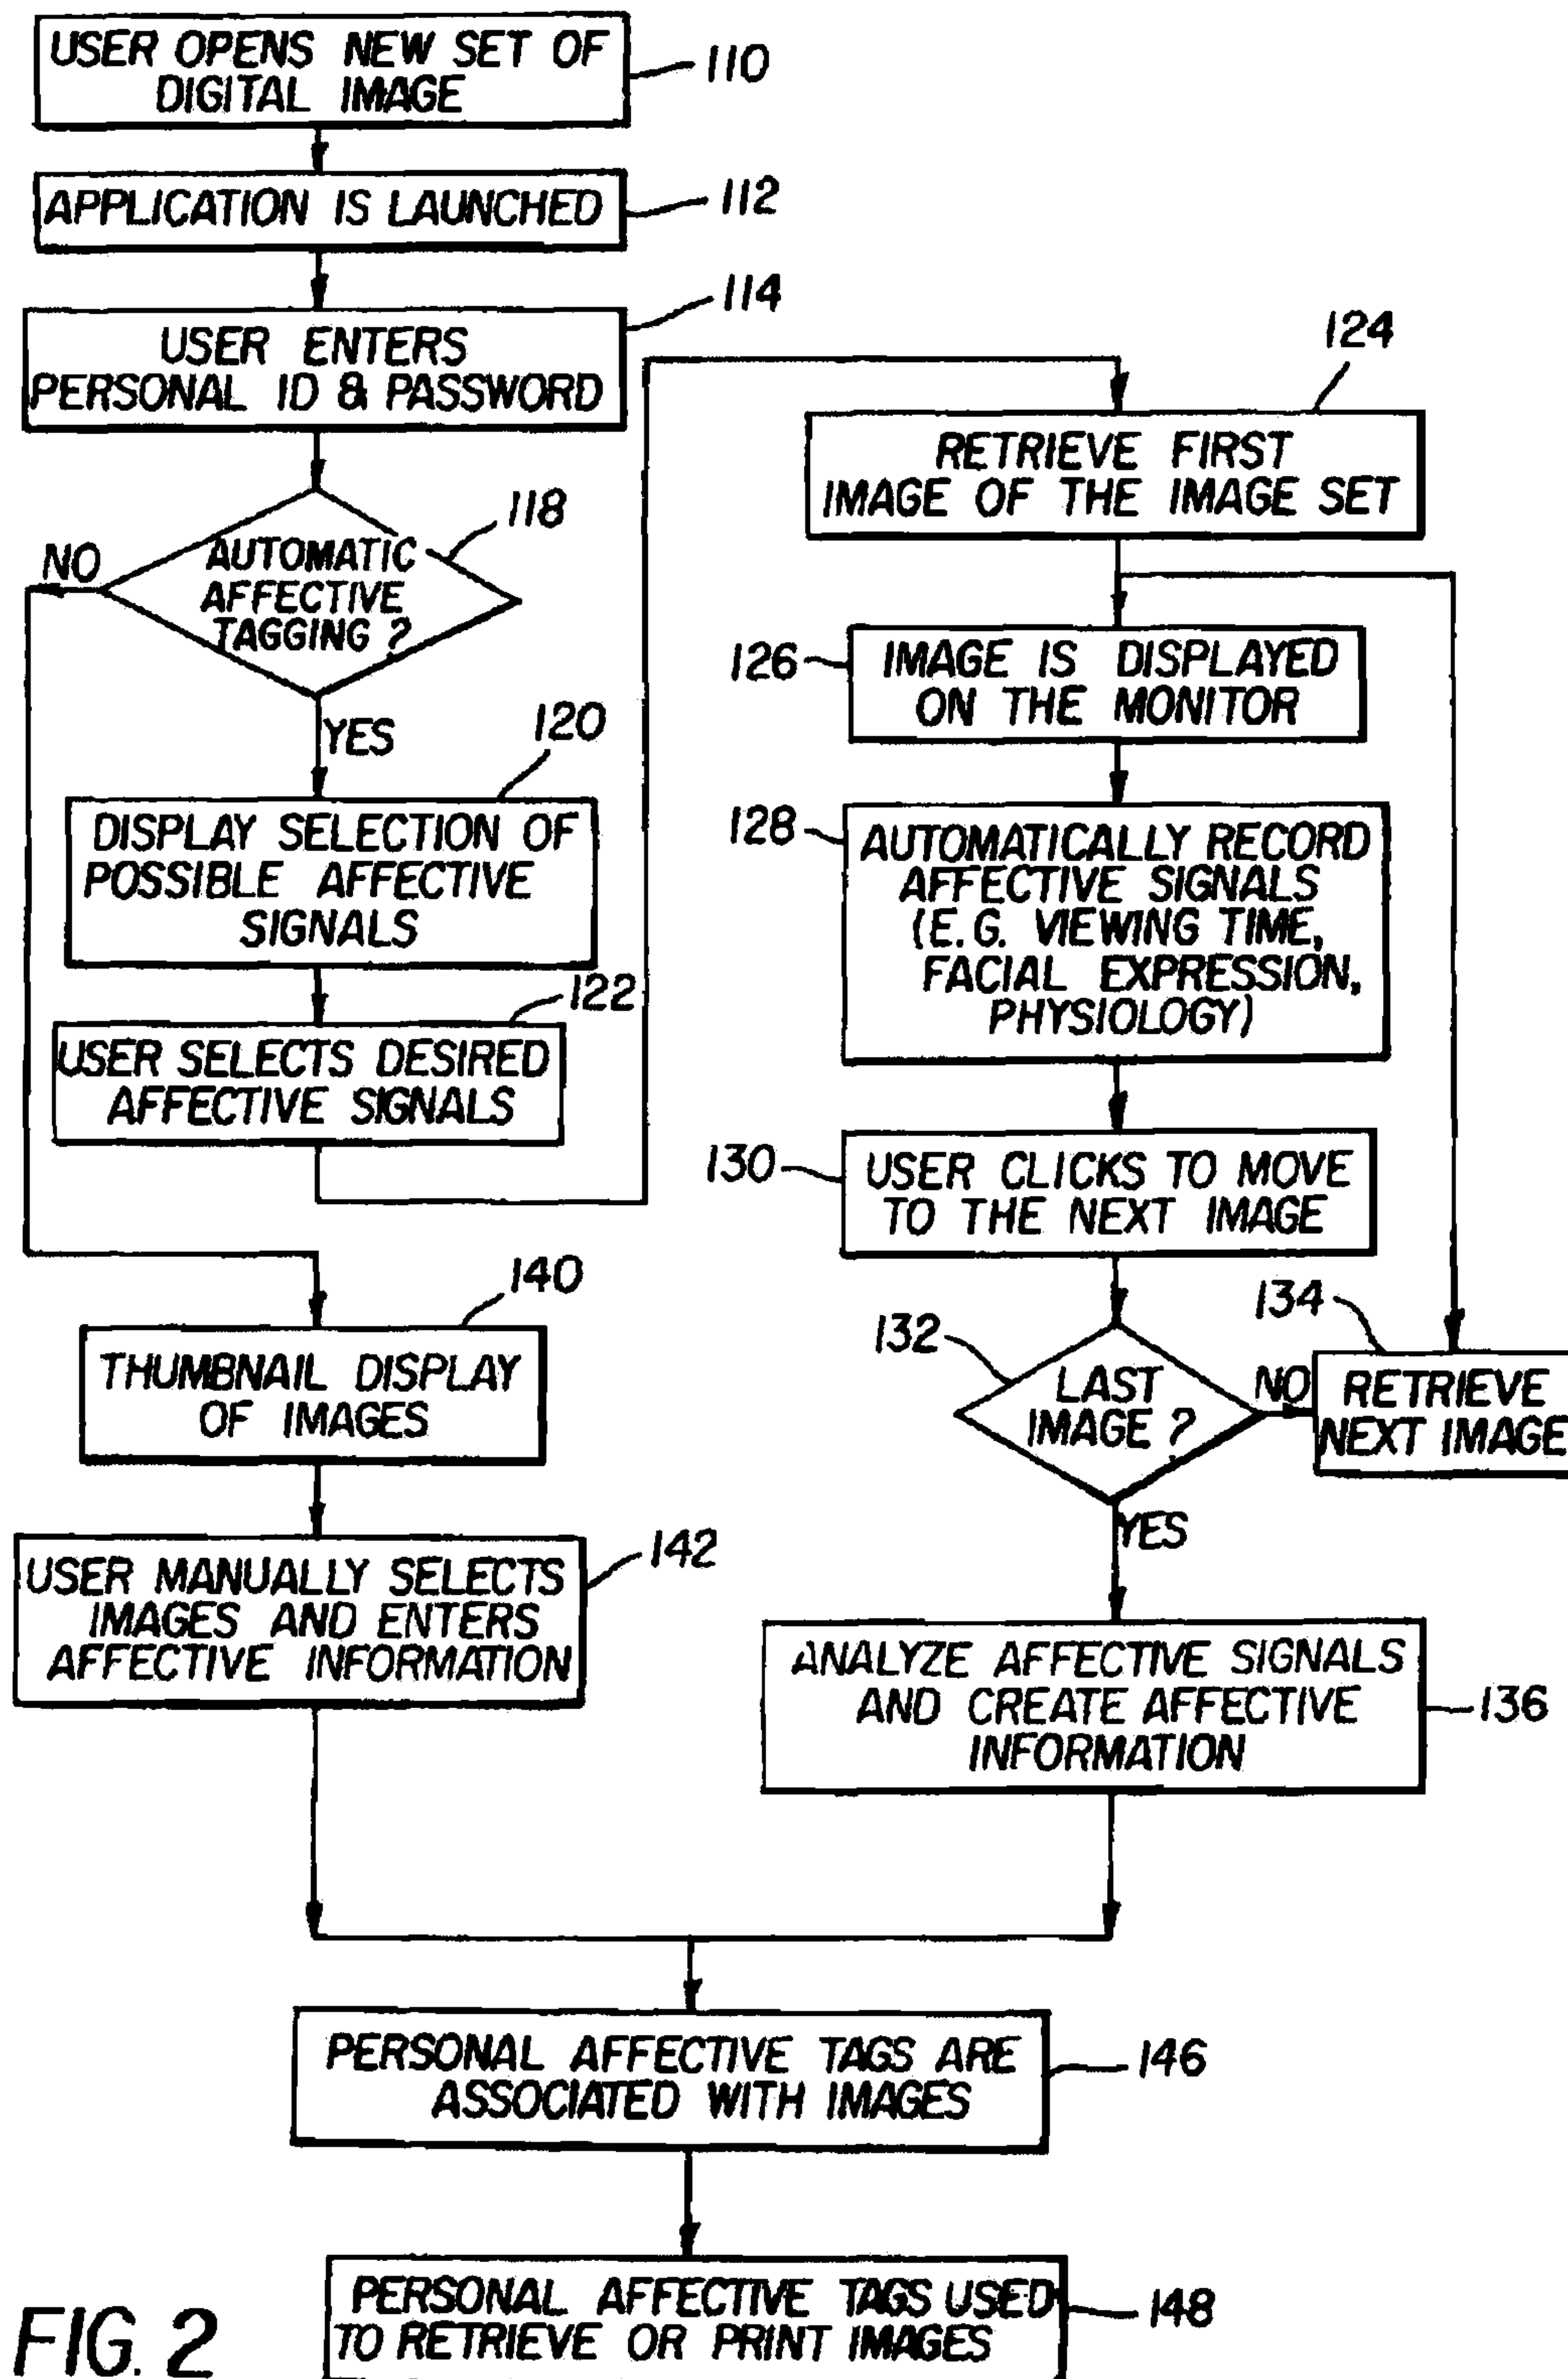 USER OPENS NEW SET OF
DIGITAL IMAGE
110
APPLICATION IS LAUNCHED
112
USER ENTERS
PERSONAL ID & PASSWORD
114
AUTOMATIC
AFFECTIVE
TAGGING ?
118
NO
YES
DISPLAY SELECTION OF
POSSIBLE AFFECTIVE
SIGNALS
120
USER SELECTS DESIRED
AFFECTIVE SIGNALS
122
RETRIEVE FIRST
IMAGE OF THE IMAGE SET
124
IMAGE IS DISPLAYED
ON THE MONITOR
126
AUTOMATICALLY RECORD
AFFECTIVE SIGNALS
(E.G. VIEWING TIME,
FACIAL EXPRESSION,
PHYSIOLOGY)
128
USER CLICKS TO MOVE
TO THE NEXT IMAGE
130
LAST
IMAGE ?
132
NO
YES
RETRIEVE
NEXT IMAGE
134
ANALYZE AFFECTIVE SIGNALS
AND CREATE AFFECTIVE
INFORMATION
136
THUMBNAIL DISPLAY
OF IMAGES
140
USER MANUALLY SELECTS
IMAGES AND ENTERS
AFFECTIVE INFORMATION
142
PERSONAL AFFECTIVE TAGS ARE
ASSOCIATED WITH IMAGES
146
PERSONAL AFFECTIVE TAGS USED
TO RETRIEVE OR PRINT IMAGES
148
FIG. 2